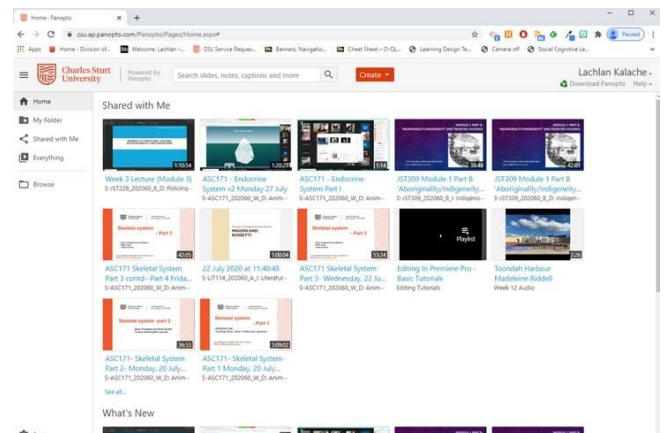 Home - Panopto
csu.ap.panopto.com/Panopto/Pages/Home.aspx#
Paused
Apps
Home - Division of...
Welcome, Lachlan -...
DSL Service Reques...
Banners, Navigatio...
Cheat Sheet - O-QL...
Learning Design Te...
Camera off
Social Cognitive Le...
Charles Sturt
University
Powered by
Panopto
Search slides, notes, captions and more
Create
Lachlan Kalache
Download Panopto
Help
Home
My Folder
Shared with Me
Everything
Browse
Shared with Me
1:10:54
1:20:27
1:14
38:48
42:01
Week 3 Lecture (Module 3)
S-JST228_202060_B_D: Policing-
ASC171 - Endocrine
System v2 Monday 27 July
S-ASC171_202060_W_D: Anim--
ASC171 - Endocrine
System Part I
S-ASC171_202060_W_D: Anim--
MODULE 1 PART B
JST309 Module 1 Part B
'Aboriginality/Indigeneity...
S-JST309_202060_B_I: Indigeno--
JST309 Module 1 Part B
'Aboriginality/Indigeneity...
S-JST309_202060_B_D: Indigen--
Skeletal system
- Part 3
42:05
MAIDEN AND
ROSSETTI
1:00:04
Skeletal system
- Part 3
53:24
Playlist
2:26
ASC171 Skeletal System
Part 3 contd--Part 4 Frida...
S-ASC171_202060_W_D: Anim--
22 July 2020 at 11:40:48
S-LIT114_202060_A_I: Literatur--
ASC171 Skeletal System
Part 3- Wednesday, 22 Ju...
S-ASC171_202060_W_D: Anim--
Editing in Premiere Pro -
Basic Tutorials
Editing Tutorials
Toondah Harbour
Madeleine Riddell
Week 12 Audio
Skeletal system -part 2
36:53
Skeletal system
- Part 1
1:09:02
ASC171- Skeletal System
Part 2- Monday, 20 July...
S-ASC171_202060_W_D: Anim--
ASC171- Skeletal System-
Part 1 Monday, 20 July...
S-ASC171_202060_W_D: Anim--
See all...
What's New